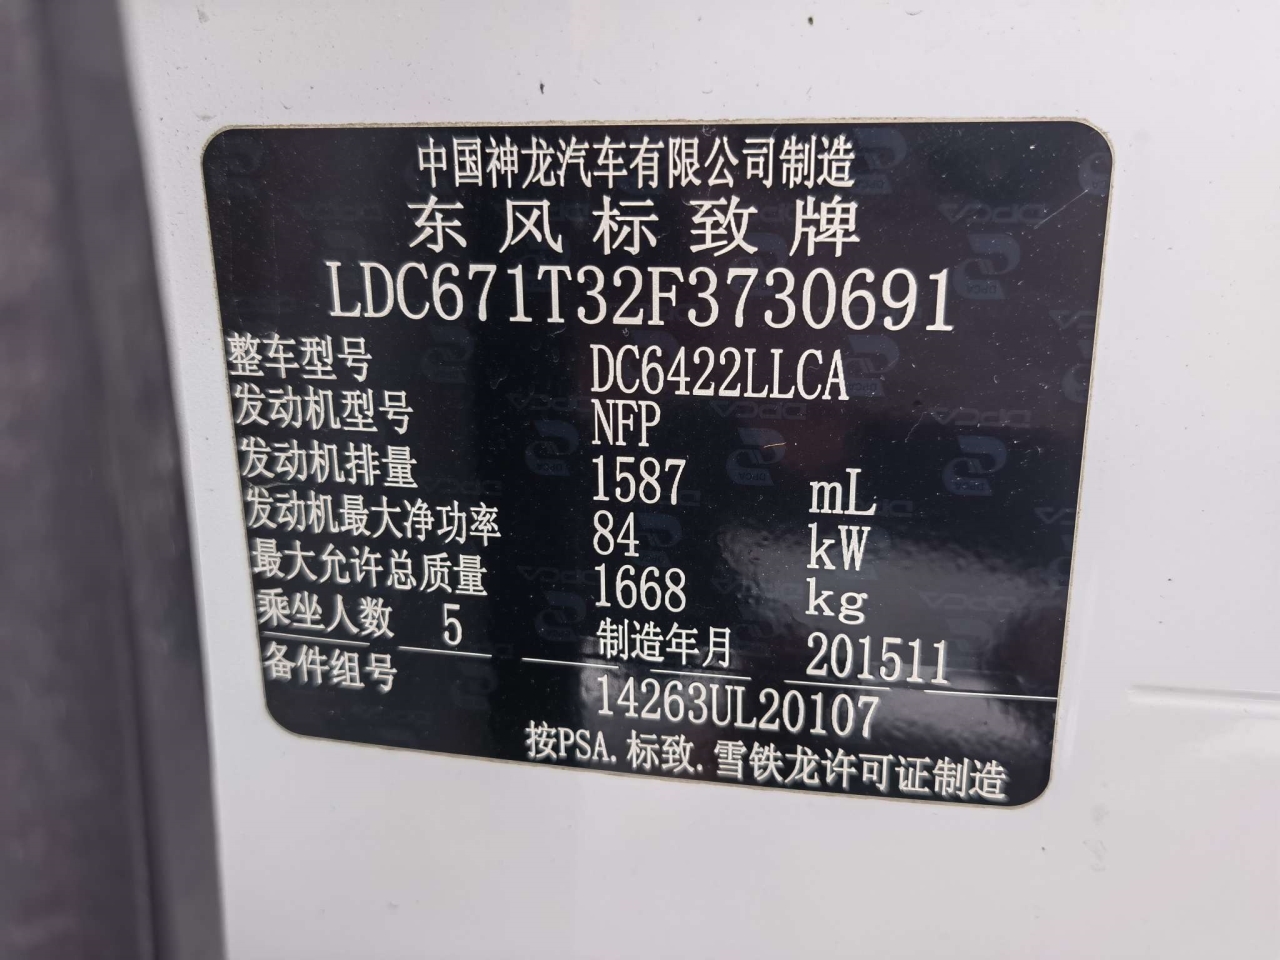 中国神龙汽车有限公司制造
东风标致牌
LDC671T32F3730691
整车型号 DC6422LLCA
发动机型号 NFP
发动机排量 1587 mL
发动机最大净功率 84 kW
最大允许总质量 1668 kg
乘坐人数 5 制造年月 201511
备件组号 14263UL20107
按PSA.标致.雪铁龙许可证制造